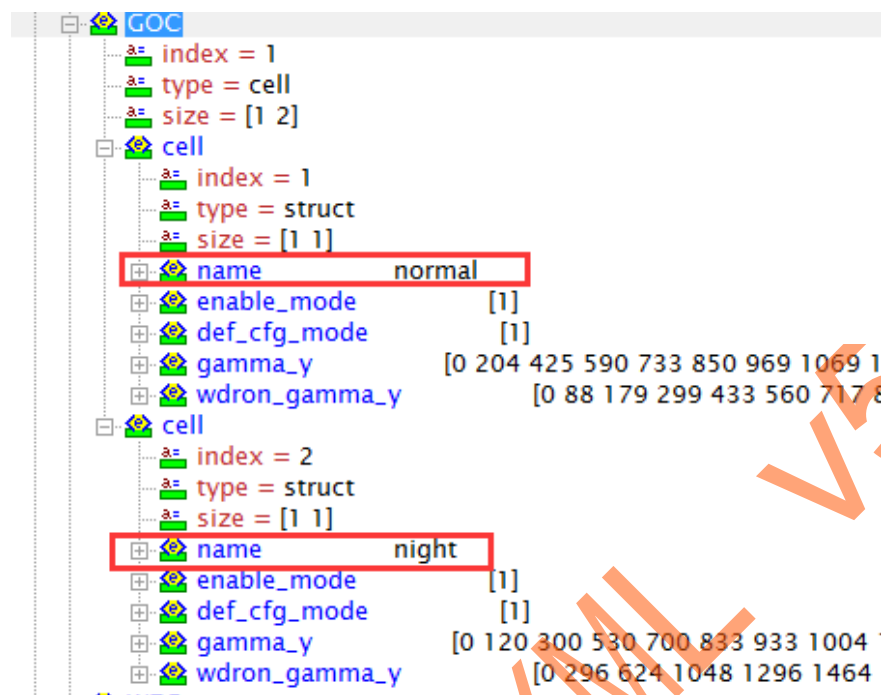 GOC
index = 1
type = cell
size = [1 2]
cell
index = 1
type = struct
size = [1 1]
name normal
enable_mode [1]
def_cfg_mode [1]
gamma_y [0 204 425 590 733 850 969 1069 1
wdron_gamma_y [0 88 179 299 433 560 717 8
cell
index = 2
type = struct
size = [1 1]
name night
enable_mode [1]
def_cfg_mode [1]
gamma_y [0 120 300 530 700 833 933 1004
wdron_gamma_y [0 296 624 1048 1296 1464